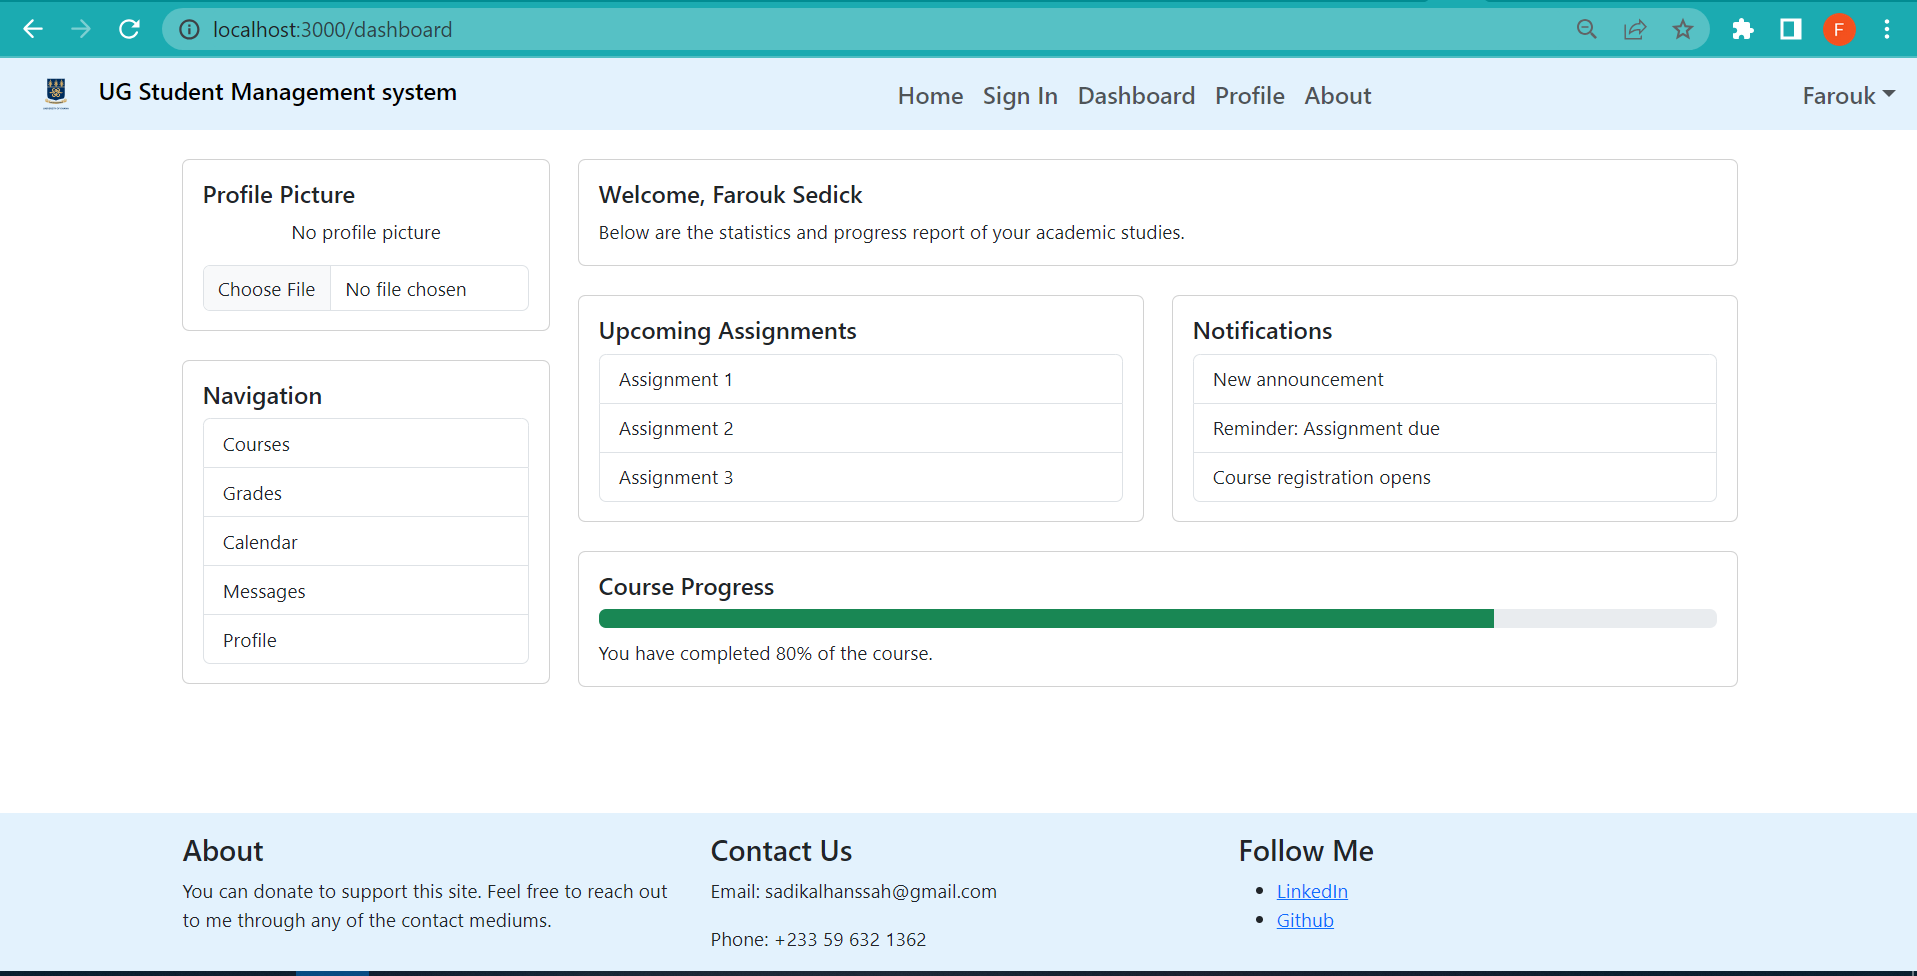 localhost:3000/dashboard
F
UG Student Management system
Home Sign In Dashboard Profile About
Farouk
Profile Picture
No profile picture
Choose File No file chosen
Navigation
Courses
Grades
Calendar
Messages
Profile
Welcome, Farouk Sedick
Below are the statistics and progress report of your academic studies.
Upcoming Assignments
Assignment 1
Assignment 2
Assignment 3
Notifications
New announcement
Reminder: Assignment due
Course registration opens
Course Progress
You have completed 80% of the course.
About
You can donate to support this site. Feel free to reach out
to me through any of the contact mediums.
Contact Us
Email: sadikalhanssah@gmail.com
Phone: +233 59 632 1362
Follow Me
LinkedIn
Github